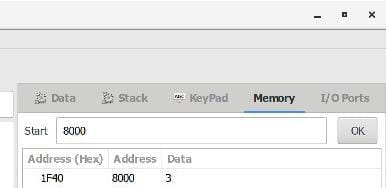 Data Stack KeyPad Memory I/O Ports
Start 8000 OK
Address (Hex) Address Data
1F40 8000 3